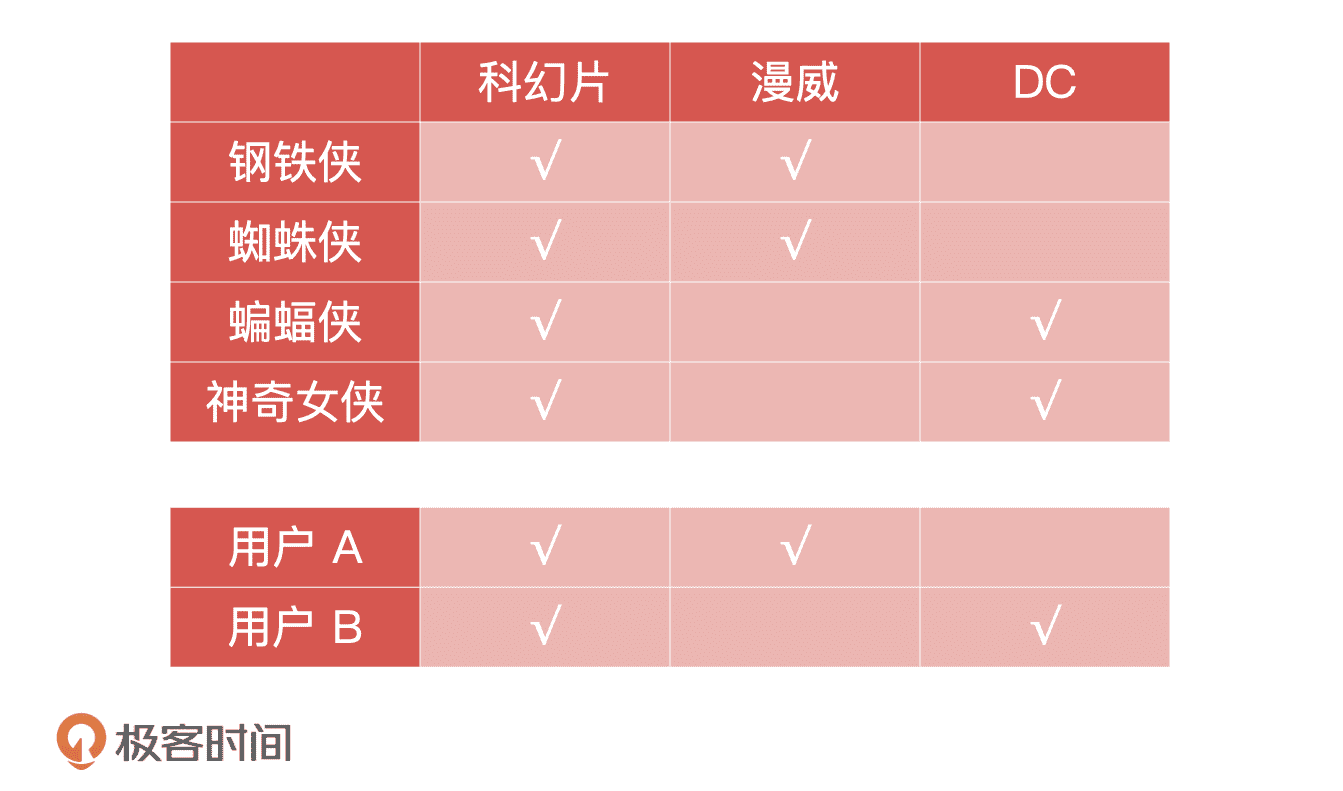 科幻片 漫威 DC
钢铁侠 √ √
蜘蛛侠 √ √
蝙蝠侠 √ √
神奇女侠 √ √
用户 A √ √
用户 B √ √
极客时间